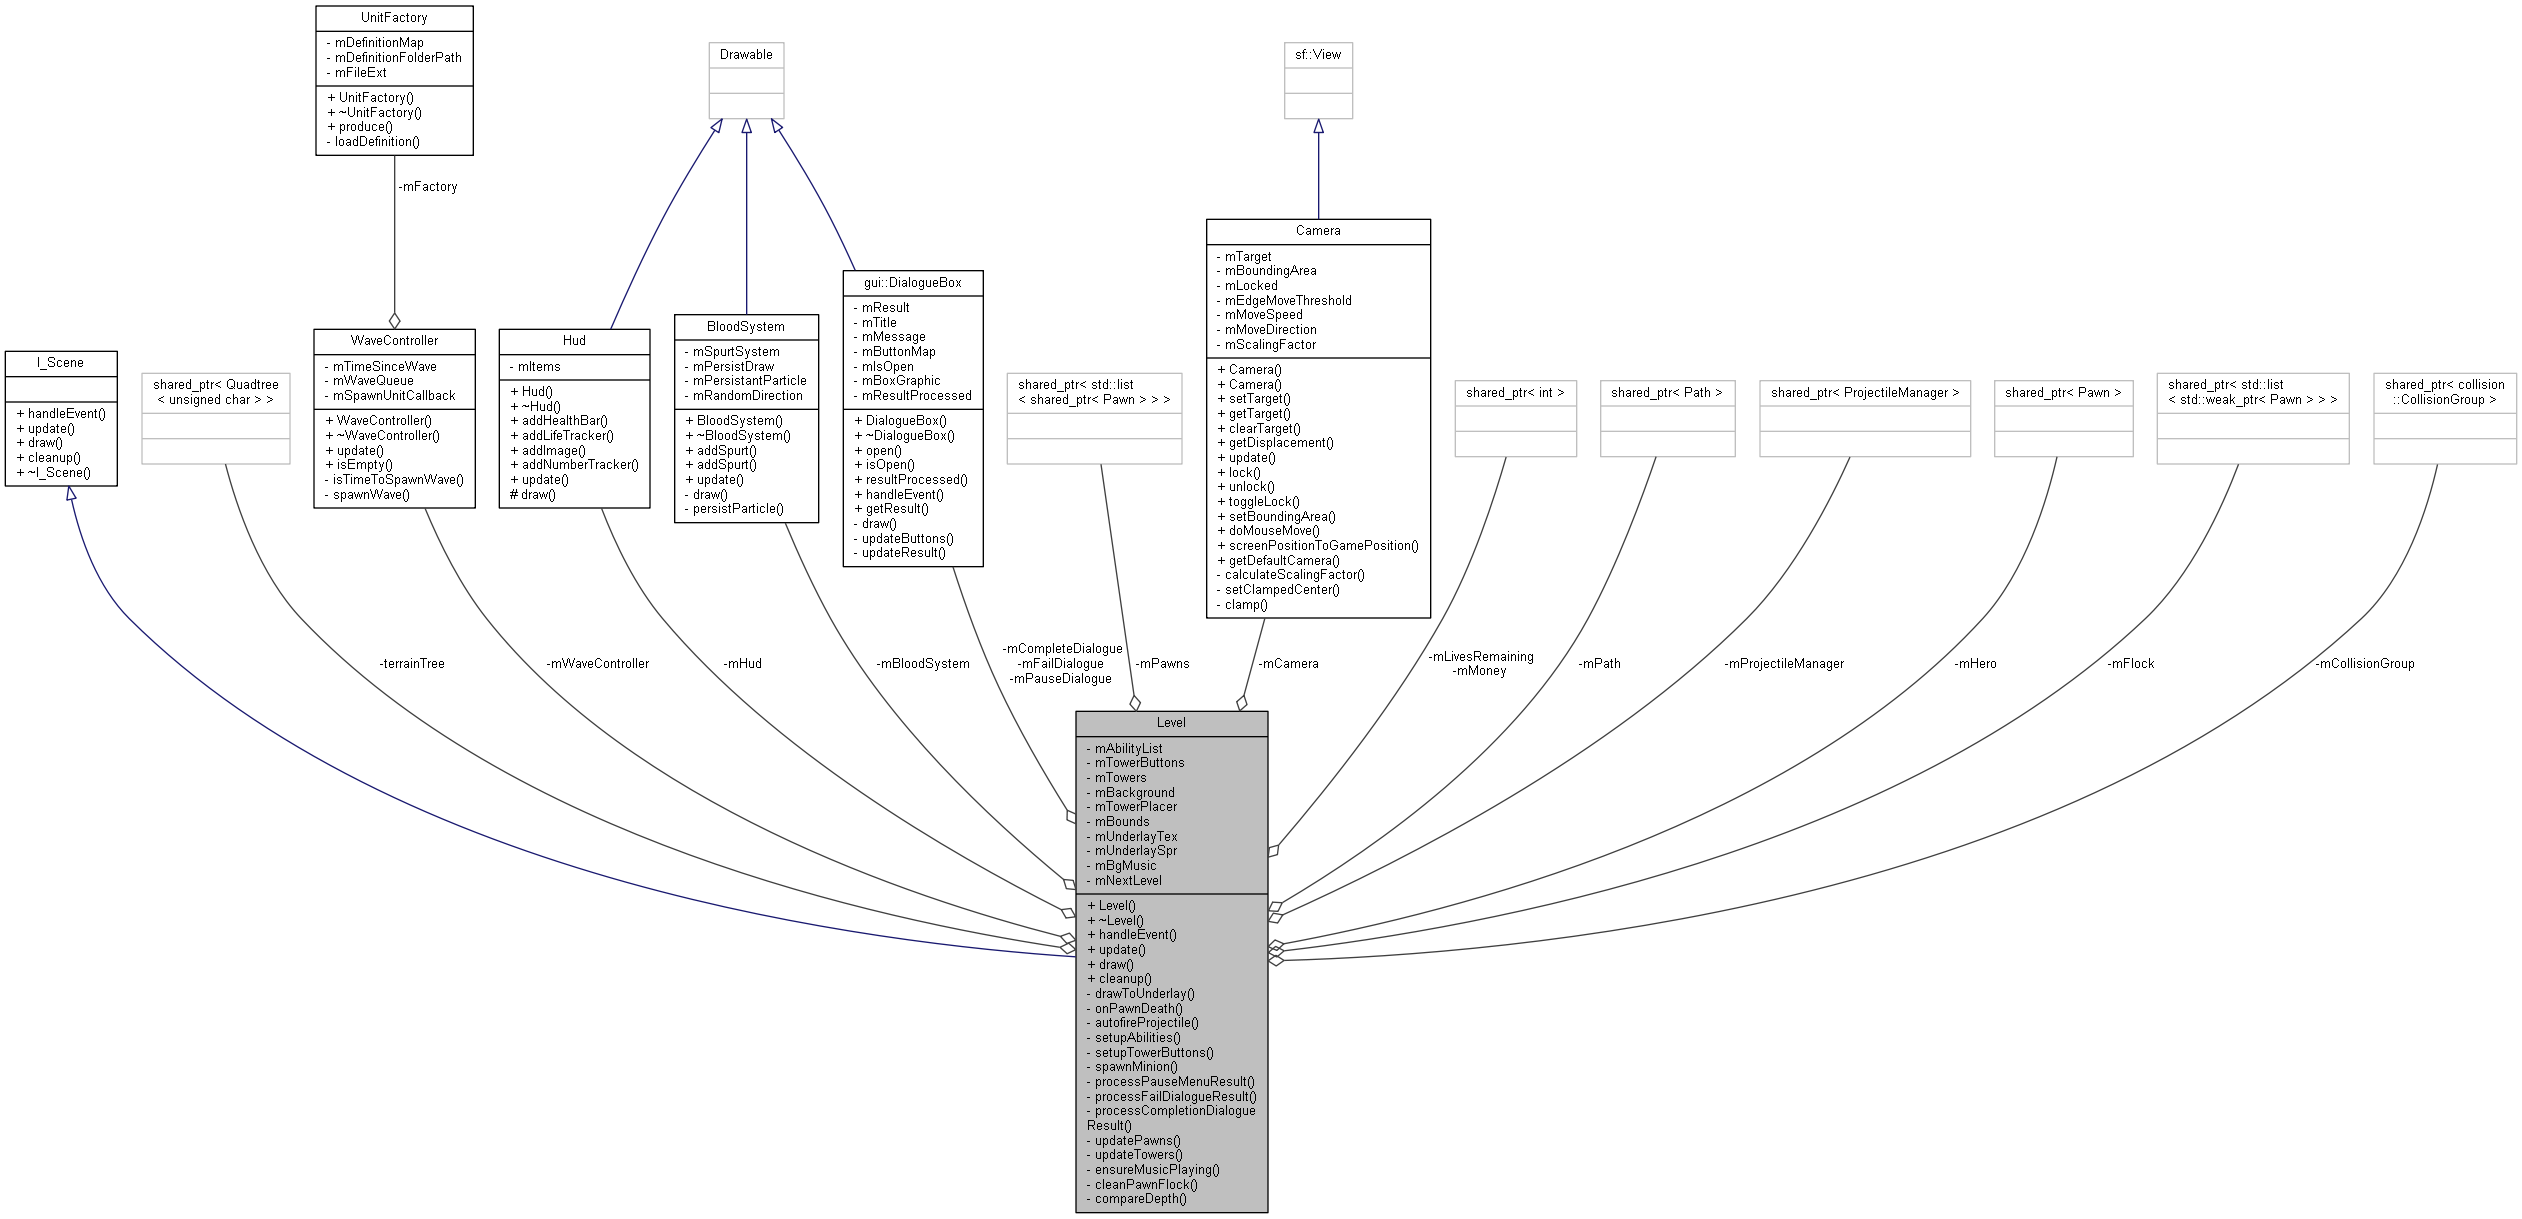 UnitFactory
- mDefinitionMap
- mDefinitionFolderPath
- mFileExt
+ UnitFactory()
+ ~UnitFactory()
+ produce()
- loadDefinition()
Drawable
sf::View
-mFactory
Camera
- mTarget
- mBoundingArea
- mLocked
- mEdgeMoveThreshold
- mMoveSpeed
- mMoveDirection
- mScalingFactor
+ Camera()
+ Camera()
+ setTarget()
+ getTarget()
+ clearTarget()
+ getDisplacement()
+ update()
+ lock()
+ unlock()
+ toggleLock()
+ setBoundingArea()
+ doMouseMove()
+ screenPositionToGamePosition()
+ getDefaultCamera()
- calculateScalingFactor()
- setClampedCenter()
- clamp()
I_Scene
+ handleEvent()
+ update()
+ draw()
+ cleanup()
+ ~I_Scene()
shared_ptr< Quadtree
< unsigned char > >
WaveController
- mTimeSinceWave
- mWaveQueue
- mSpawnUnitCallback
+ WaveController()
+ ~WaveController()
+ update()
+ isEmpty()
- isTimeToSpawnWave()
- spawnWave()
Hud
- mItems
+ Hud()
+ ~Hud()
+ addHealthBar()
+ addLifeTracker()
+ addImage()
+ addNumberTracker()
+ update()
# draw()
BloodSystem
- mSpurtSystem
- mPersistDraw
- mPersistantParticle
- mRandomDirection
+ BloodSystem()
+ ~BloodSystem()
+ addSpurt()
+ addSpurt()
+ update()
- draw()
- persistParticle()
gui::DialogueBox
- mResult
- mTitle
- mMessage
- mButtonMap
- mIsOpen
- mBoxGraphic
- mResultProcessed
+ DialogueBox()
+ ~DialogueBox()
+ open()
+ isOpen()
+ resultProcessed()
+ handleEvent()
+ getResult()
- draw()
- updateButtons()
- updateResult()
shared_ptr< std::list
< shared_ptr< Pawn > > >
shared_ptr< int >
shared_ptr< Path >
shared_ptr< ProjectileManager >
shared_ptr< Pawn >
shared_ptr< std::list
< std::weak_ptr< Pawn > > >
shared_ptr< collision
::CollisionGroup >
-terrainTree
-mWaveController
-mHud
-mBloodSystem
-mCompleteDialogue
-mFailDialogue
-mPauseDialogue
-mPawns
-mCamera
-mLivesRemaining
-mMoney
-mPath
-mProjectileManager
-mHero
-mFlock
-mCollisionGroup
Level
- mAbilityList
- mTowerButtons
- mTowers
- mBackground
- mTowerPlacer
- mBounds
- mUnderlayTex
- mUnderlaySpr
- mBgMusic
- mNextLevel
+ Level()
+ ~Level()
+ handleEvent()
+ update()
+ draw()
+ cleanup()
- drawToUnderlay()
- onPawnDeath()
- autofireProjectile()
- setupAbilities()
- setupTowerButtons()
- spawnMinion()
- processPauseMenuResult()
- processFailDialogueResult()
- processCompletionDialogue
Result()
- updatePawns()
- updateTowers()
- ensureMusicPlaying()
- cleanPawnFlock()
- compareDepth()